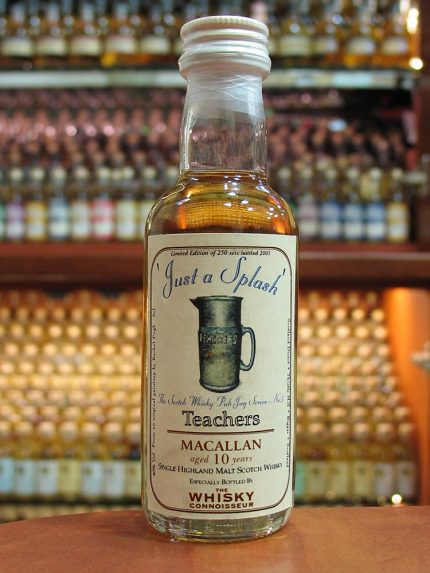 Limited Edition of 250 sets bottled 2005
'Just a Splash'
TEACHERS
The Scotch Whisky Pub Jug Series - No 5
Teachers
MACALLAN
aged 10 years
SINGLE HIGHLAND MALT SCOTCH WHISKY
ESPECIALLY BOTTLED BY
THE
WHISKY
CONNOISSEUR